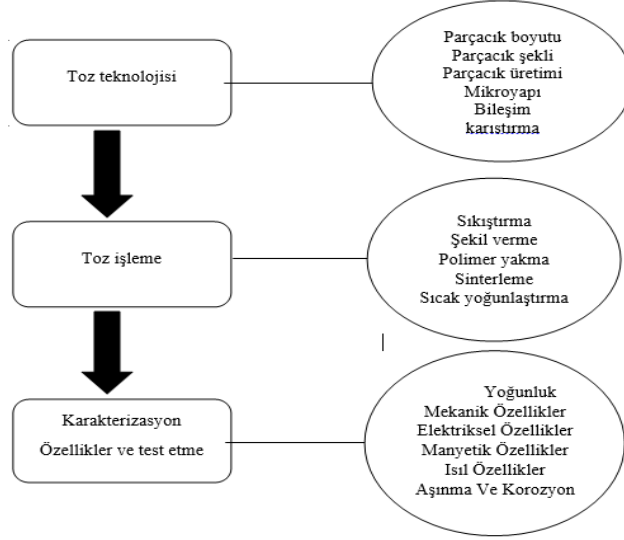 Toz teknolojisi
Parçacık boyutu
Parçacık şekli
Parçacık üretimi
Mikroyapı
Bileşim
karıştırma
Toz işleme
Sıkıştırma
Şekil verme
Polimer yakma
Sinterleme
Sıcak yoğunlaştırma
Karakterizasyon
Özellikler ve test etme
Yoğunluk
Mekanik Özellikler
Elektriksel Özellikler
Manyetik Özellikler
Isıl Özellikler
Aşınma Ve Korozyon